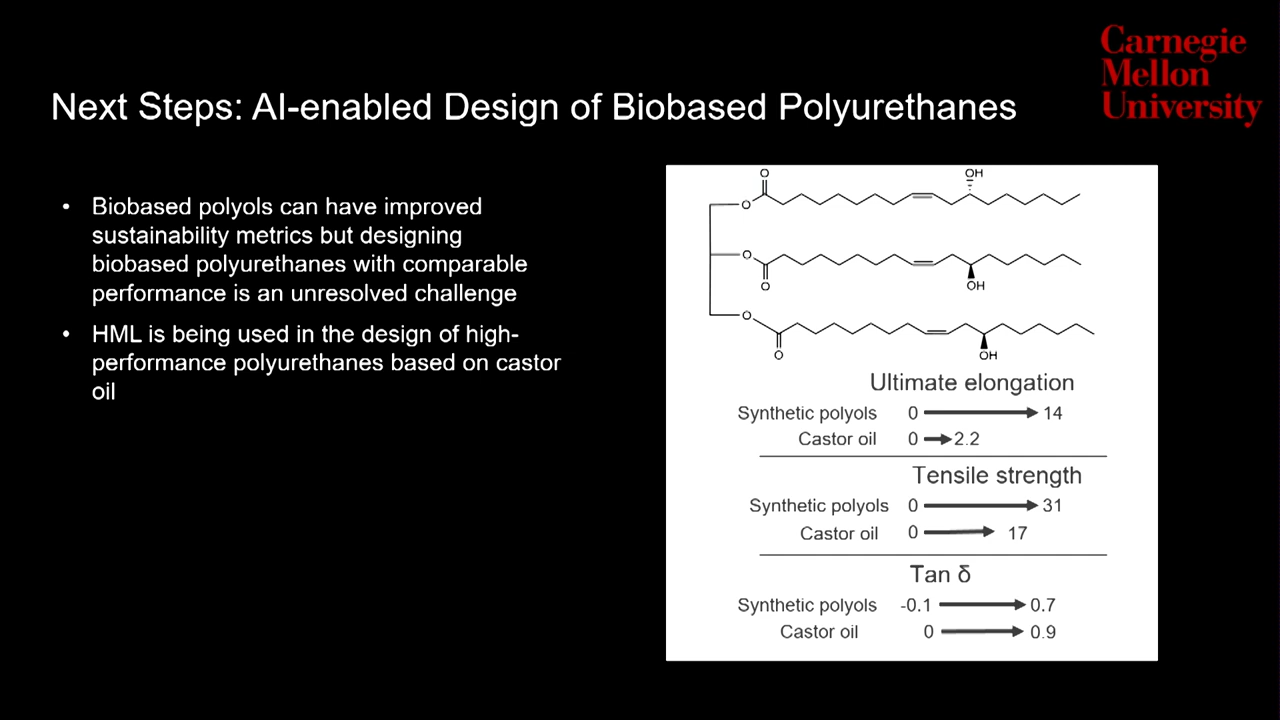 Carnegie
Mellon
University
Next Steps: AI-enabled Design of Biobased Polyurethanes
• Biobased polyols can have improved
sustainability metrics but designing
biobased polyurethanes with comparable
performance is an unresolved challenge
• HML is being used in the design of high-
performance polyurethanes based on castor
oil
O OH
O
O
O OH
O
O OH
Ultimate elongation
Synthetic polyols 0 14
Castor oil 0 2.2
Tensile strength
Synthetic polyols 0 31
Castor oil 0 17
Tan δ
Synthetic polyols -0.1 0.7
Castor oil 0 0.9